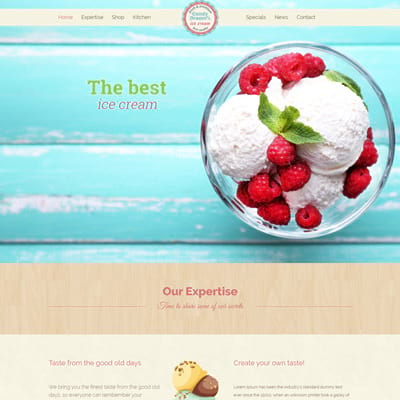 Home Expertise Shop Kitchen
Candy
Brown's
ice cream
Specials News Contact
The best
ice cream
Our Expertise
Time to share some of our secrets
Taste from the good old days
Create your own taste!
We bring you the finest taste from the good old
days, so everyone can remember your
Lorem Ipsum has been the industry's standard dummy text
ever since the 1500s, when an unknown printer took a galley of